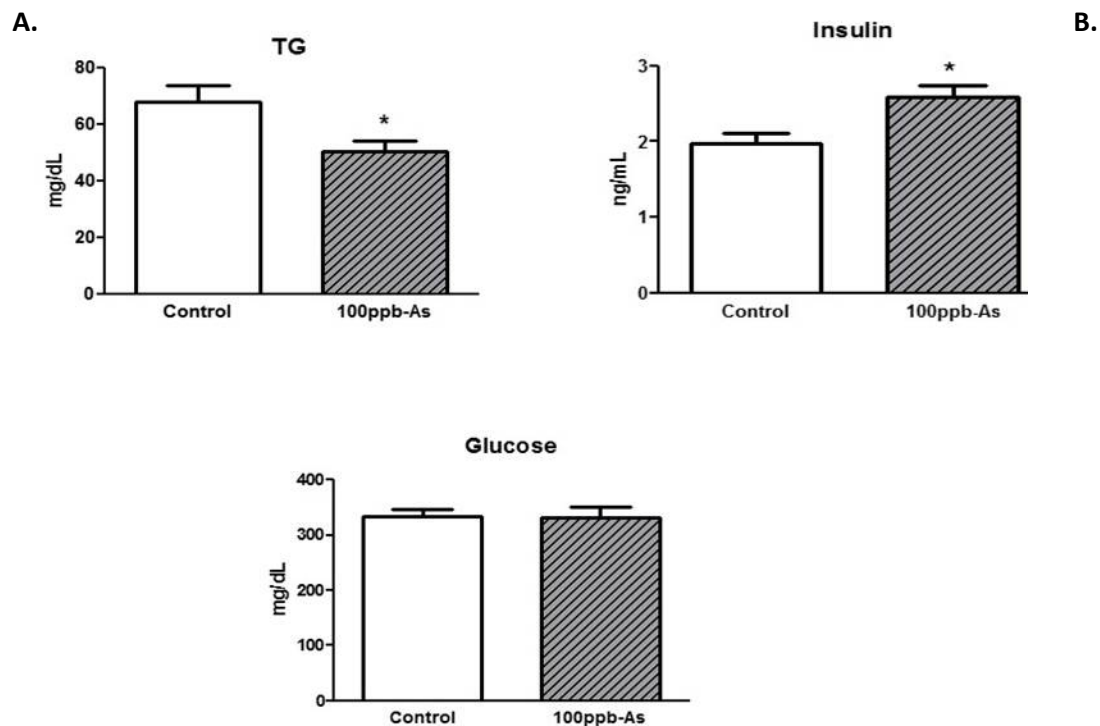 A.
B.
TG
80
60
40
20
0
mg/dL
*
Control 100ppb-As
Insulin
3
2
1
0
ng/mL
*
Control 100ppb-As
Glucose
400
300
200
100
0
mg/dL
Control 100ppb-As